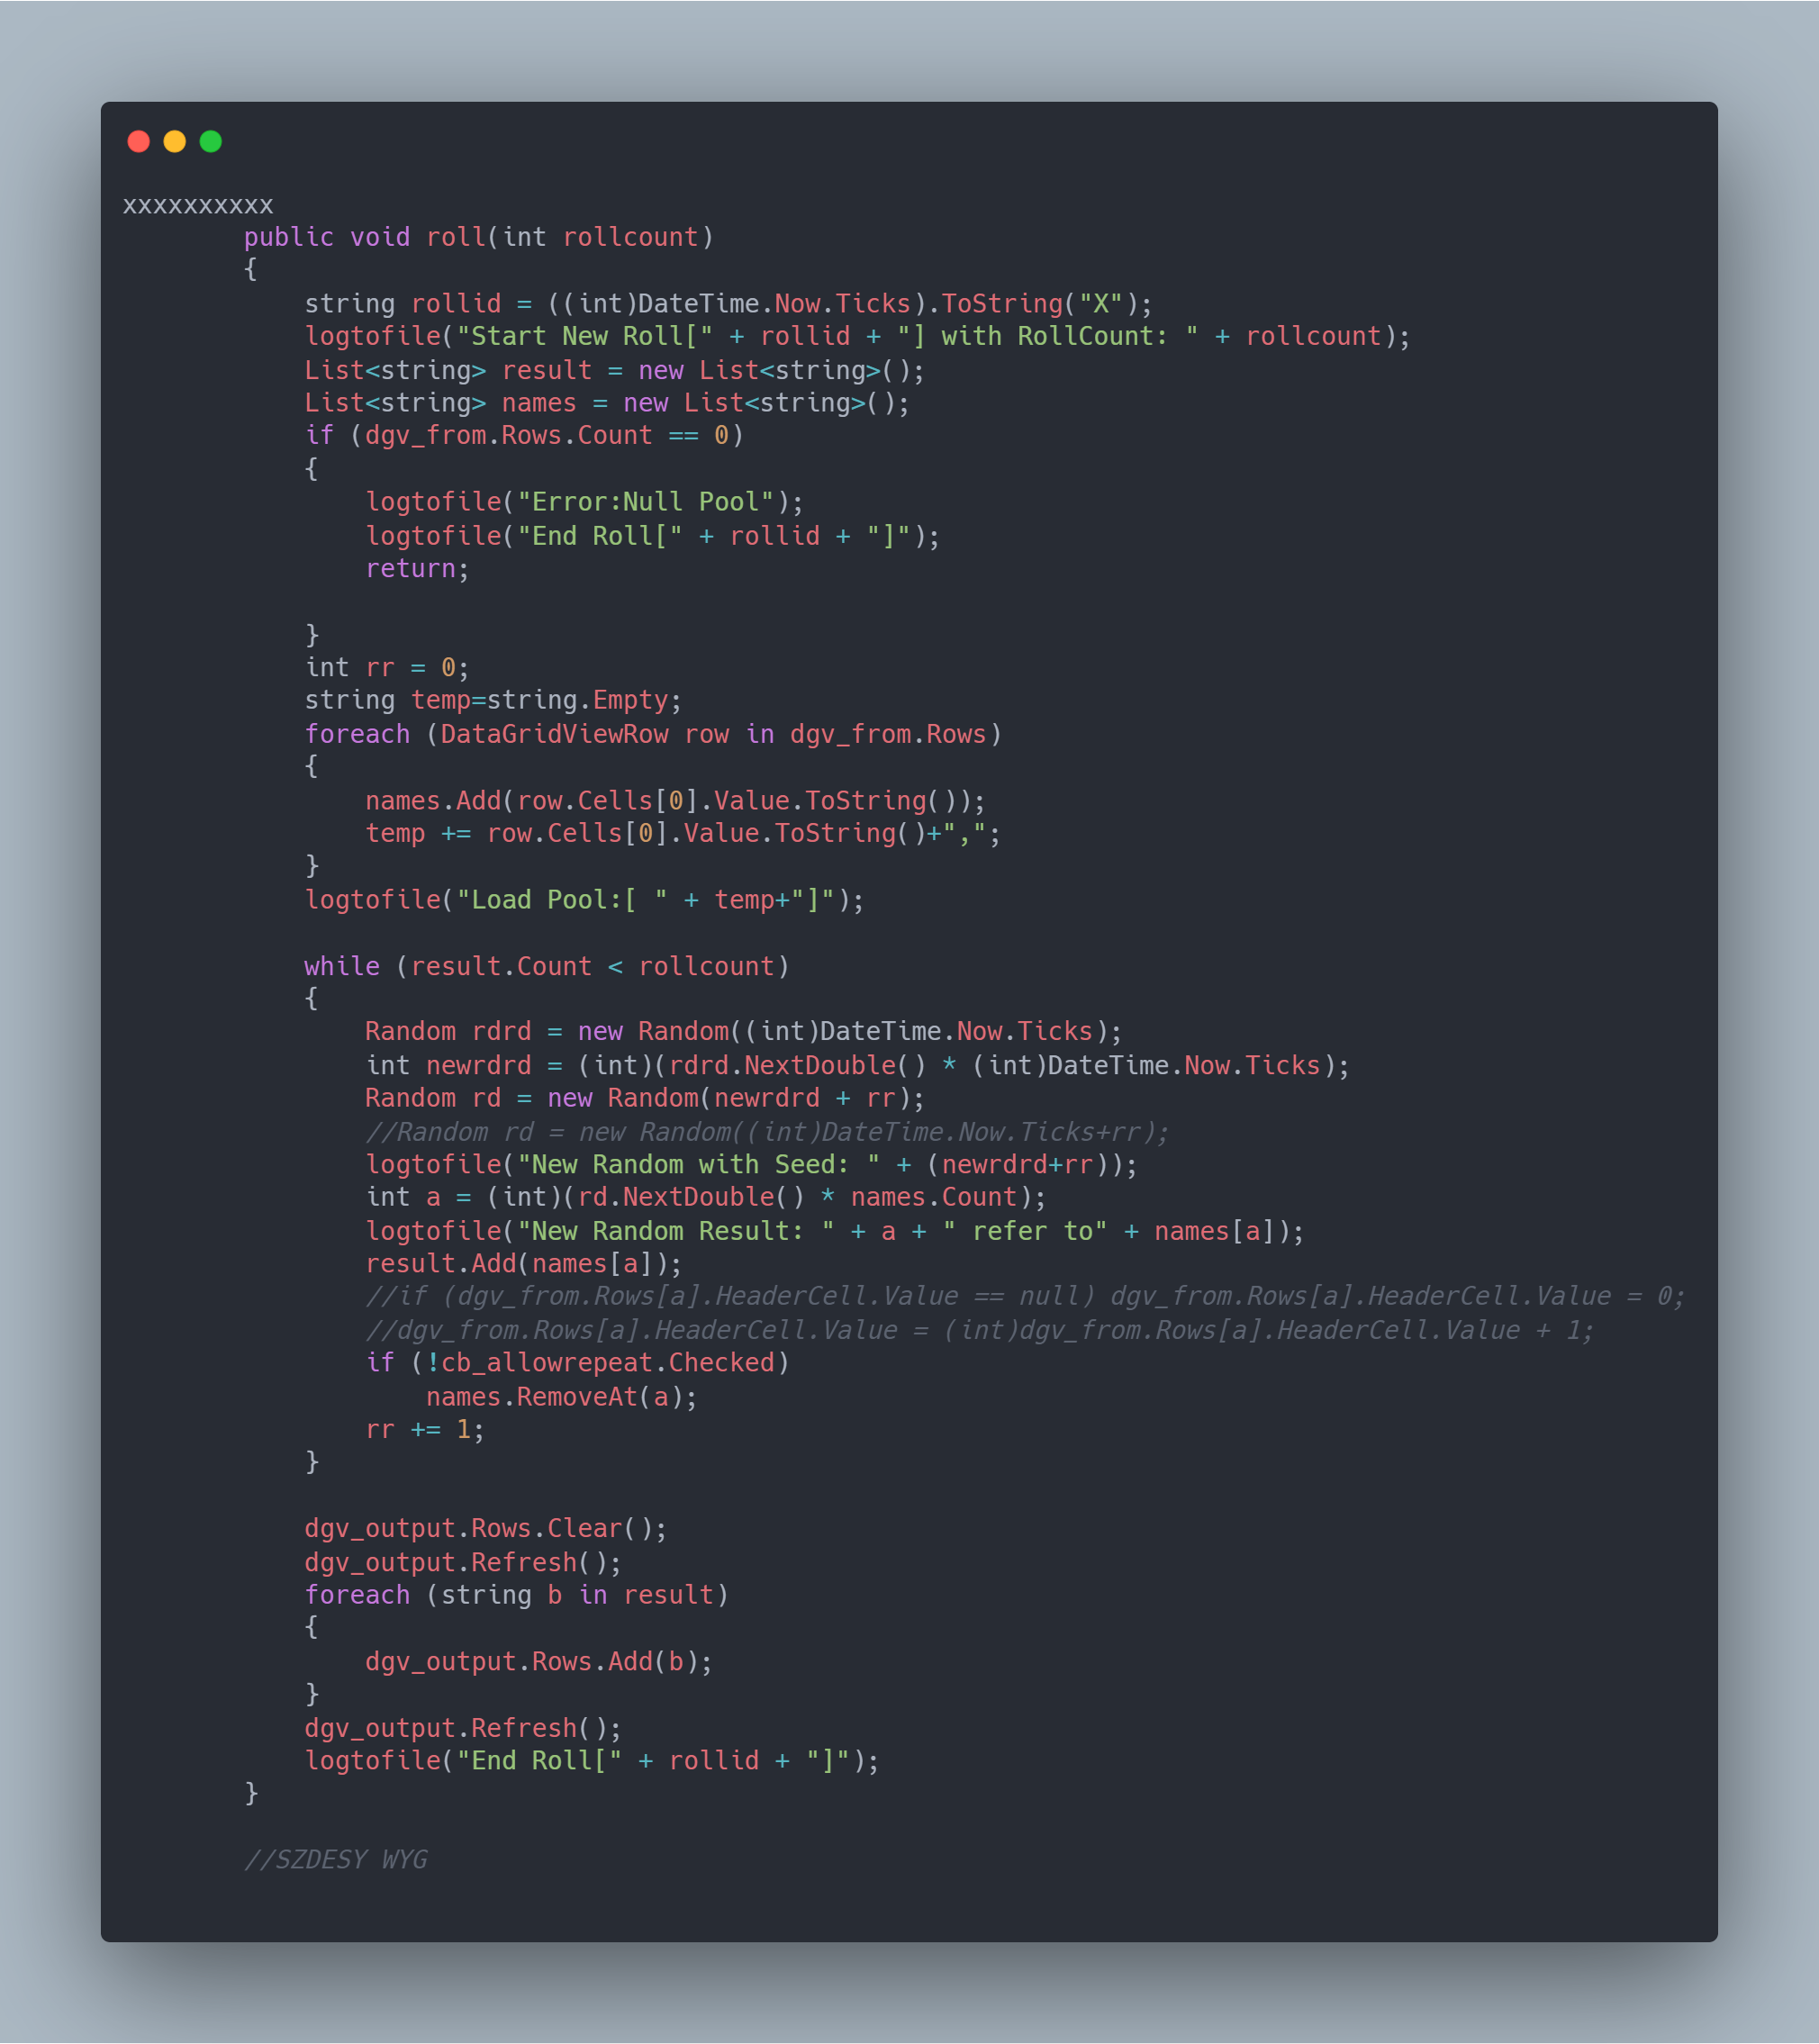 xxxxxxxxxx
        public void roll(int rollcount)
        {
            string rollid = ((int)DateTime.Now.Ticks).ToString("X");
            logtofile("Start New Roll[" + rollid + "] with RollCount: " + rollcount);
            List<string> result = new List<string>();
            List<string> names = new List<string>();
            if (dgv_from.Rows.Count == 0)
            {
                logtofile("Error:Null Pool");
                logtofile("End Roll[" + rollid + "]");
                return;

            }
            int rr = 0;
            string temp=string.Empty;
            foreach (DataGridViewRow row in dgv_from.Rows)
            {
                names.Add(row.Cells[0].Value.ToString());
                temp += row.Cells[0].Value.ToString()+",";
            }
            logtofile("Load Pool:[ " + temp+"]");

            while (result.Count < rollcount)
            {
                Random rdrd = new Random((int)DateTime.Now.Ticks);
                int newrdrd = (int)(rdrd.NextDouble() * (int)DateTime.Now.Ticks);
                Random rd = new Random(newrdrd + rr);
                //Random rd = new Random((int)DateTime.Now.Ticks+rr);
                logtofile("New Random with Seed: " + (newrdrd+rr));
                int a = (int)(rd.NextDouble() * names.Count);
                logtofile("New Random Result: " + a + " refer to" + names[a]);
                result.Add(names[a]);
                //if (dgv_from.Rows[a].HeaderCell.Value == null) dgv_from.Rows[a].HeaderCell.Value = 0;
                //dgv_from.Rows[a].HeaderCell.Value = (int)dgv_from.Rows[a].HeaderCell.Value + 1;
                if (!cb_allowrepeat.Checked)
                    names.RemoveAt(a);
                rr += 1;
            }

            dgv_output.Rows.Clear();
            dgv_output.Refresh();
            foreach (string b in result)
            {
                dgv_output.Rows.Add(b);
            }
            dgv_output.Refresh();
            logtofile("End Roll[" + rollid + "]");
        }

        //SZDESY WYG